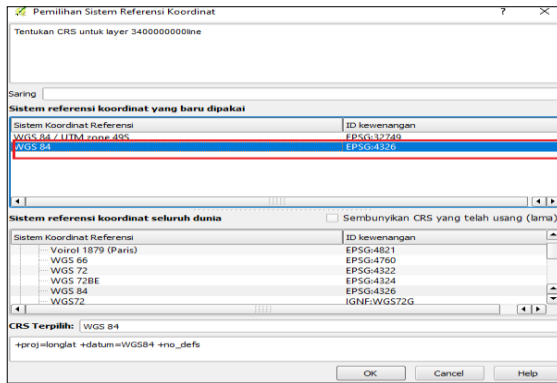 Pemilihan Sistem Referensi Koordinat ? ×
Tentukan CRS untuk layer 3400000000line
Saring
Sistem referensi koordinat yang baru dipakai
Sistem Koordinat Referensi ID kewenangan
WGS 84 / UTM zone 49S EPSG:32749
WGS 84 EPSG:4326
Sistem referensi koordinat seluruh dunia Sembunyikan CRS yang telah usang (lama)
Sistem Koordinat Referensi ID kewenangan
Voirol 1879 (Paris) EPSG:4821
WGS 66 EPSG:4760
WGS 72 EPSG:4322
WGS 72BE EPSG:4324
WGS 84 EPSG:4326
WGS72 IGNF:WGS72G
CRS Terpilih: WGS 84
+proj=longlat +datum=WGS84 +no_defs
OK Cancel Help